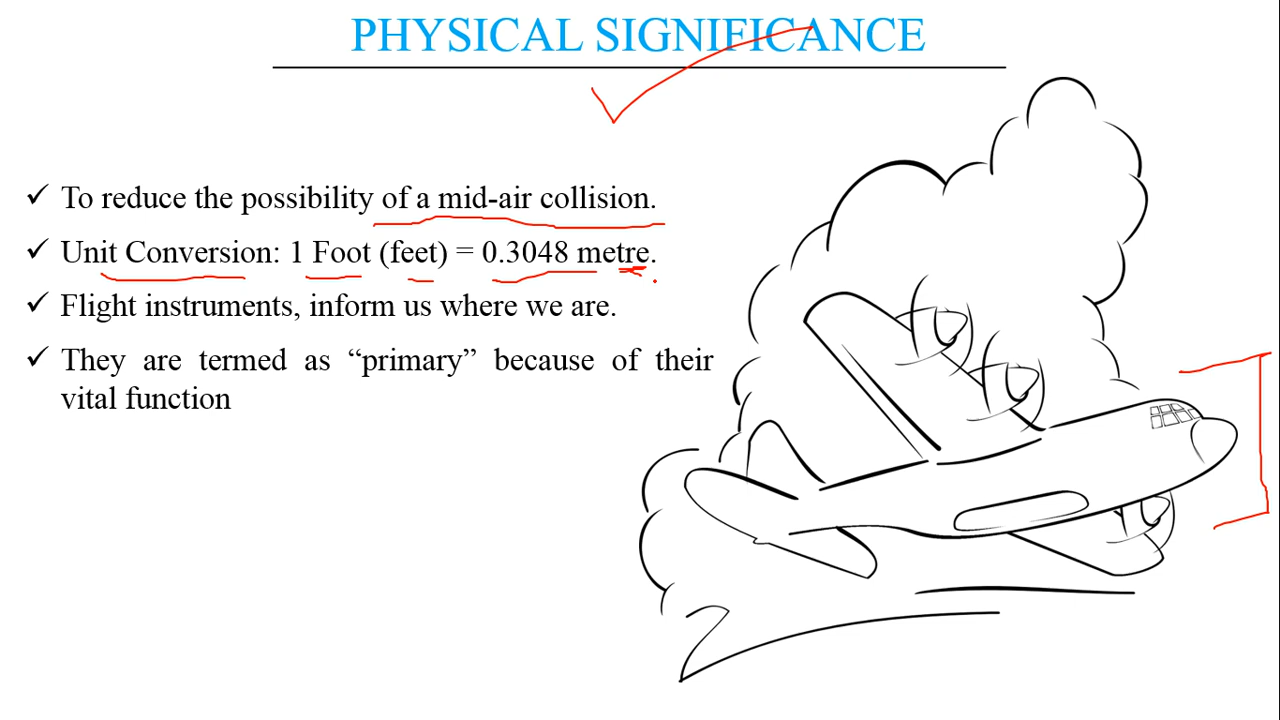 PHYSICAL SIGNIFICANCE
✓ To reduce the possibility of a mid-air collision.
✓ Unit Conversion: 1 Foot (feet) = 0.3048 metre.
✓ Flight instruments, inform us where we are.
✓ They are termed as “primary” because of their
vital function